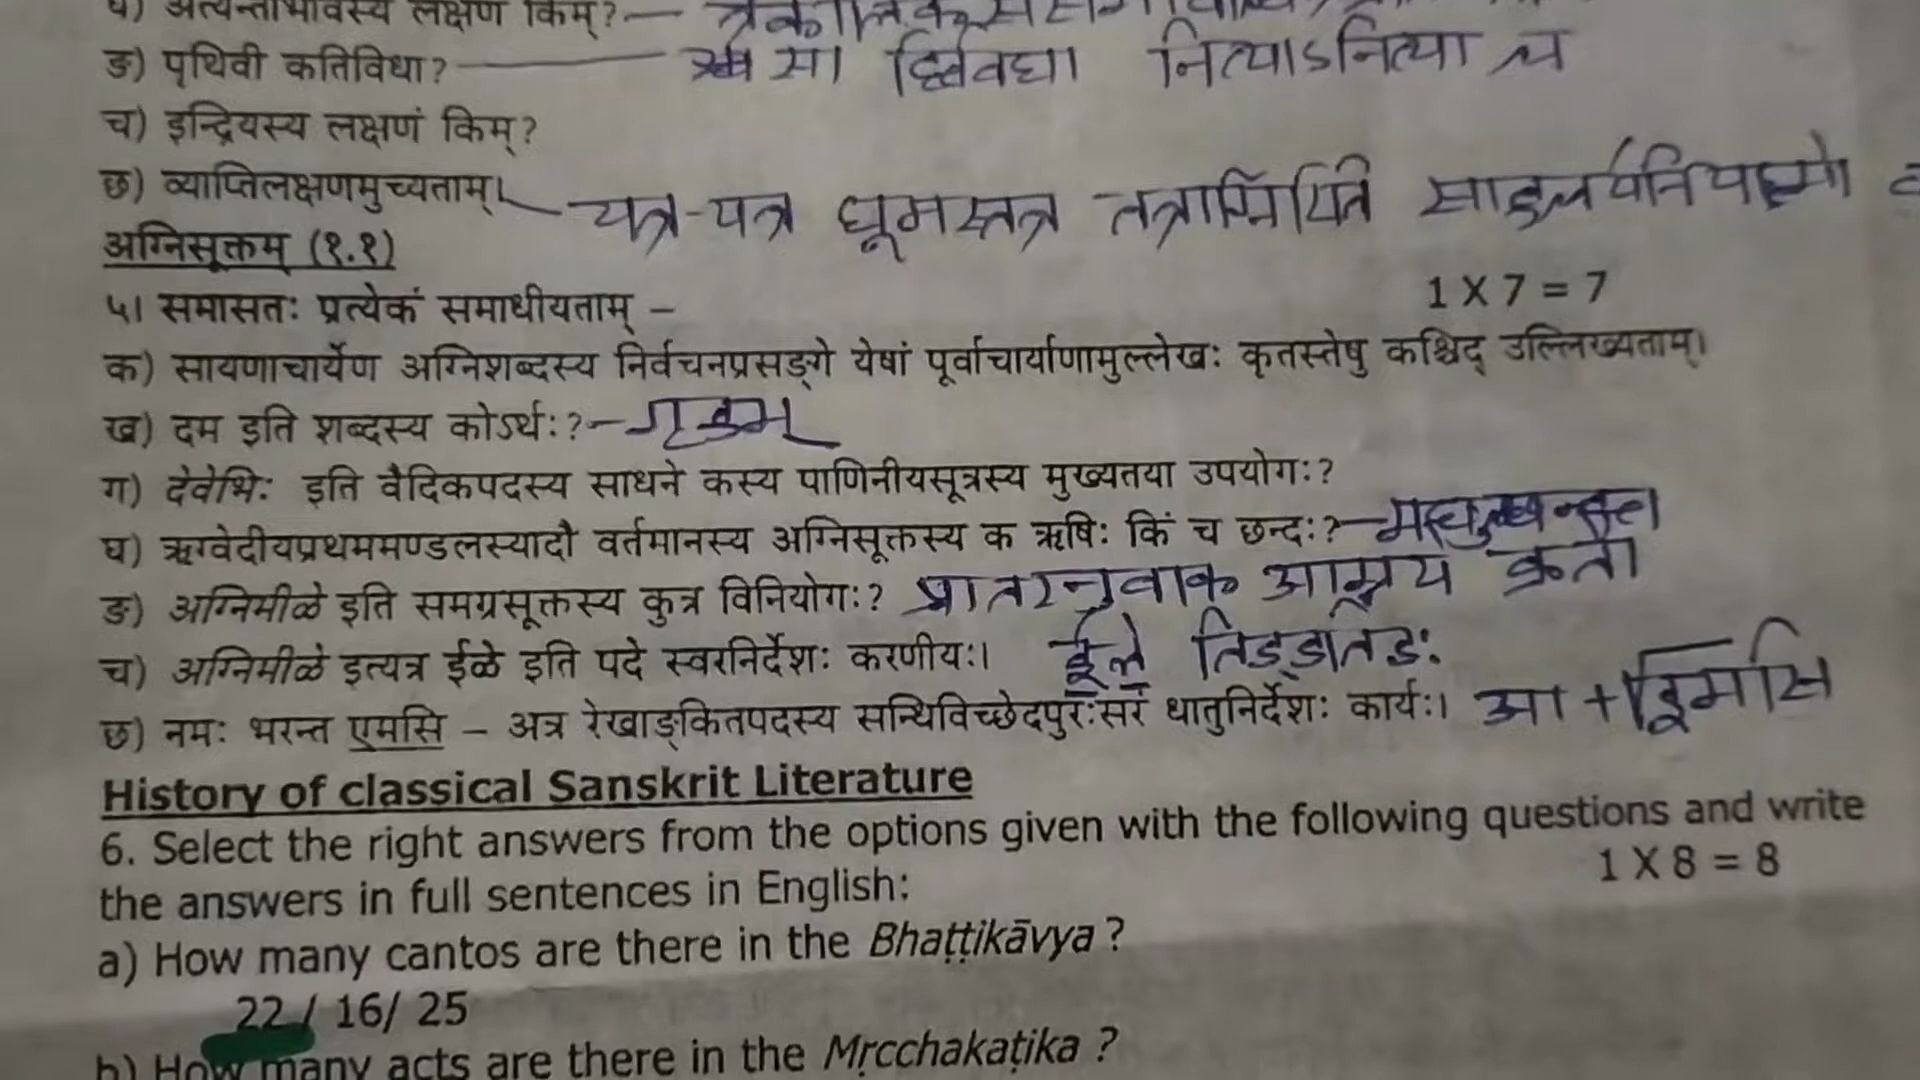 घ) अत्यन्ताभावस्य लक्षणं किम्?—
ङ) पृथिवी कतिविधा? — सा द्विविधा नित्याऽनित्या च
च) इन्द्रियस्य लक्षणं किम्?
छ) व्याप्तिलक्षणमुच्यताम्। — यत्र-यत्र धूमस्तत्र
अग्निसूक्तम् (१.१)
५। समासतः प्रत्येकं समाधीयताम् – 1 X 7 = 7
क) सायणाचार्येण अग्निशब्दस्य निर्वचनप्रसङ्गे येषां पूर्वाचार्याणामुल्लेखः कृतस्तेषु कश्चिद् उल्लिख्यताम्।
ख) दम इति शब्दस्य कोऽर्थः? – गृहम्
ग) देवेभिः इति वैदिकपदस्य साधने कस्य पाणिनीयसूत्रस्य मुख्यतया उपयोगः?
घ) ऋग्वेदीयप्रथममण्डलस्यादौ वर्तमानस्य अग्निसूक्तस्य क ऋषिः किं च छन्दः? –
ङ) अग्निमीळे इति समग्रसूक्तस्य कुत्र विनियोगः? प्रातरनुवाक
च) अग्निमीळे इत्यत्र ईळे इति पदे स्वरनिर्देशः करणीयः।
छ) नमः भरन्त एमसि – अत्र रेखाङ्कितपदस्य सन्धिविच्छेदपुरःसरं धातुनिर्देशः कार्यः। आ +
History of classical Sanskrit Literature
6. Select the right answers from the options given with the following questions and write
the answers in full sentences in English: 1 X 8 = 8
a) How many cantos are there in the Bhaṭṭikāvya ?
22 / 16/ 25
b) How many acts are there in the Mṛcchakaṭika ?